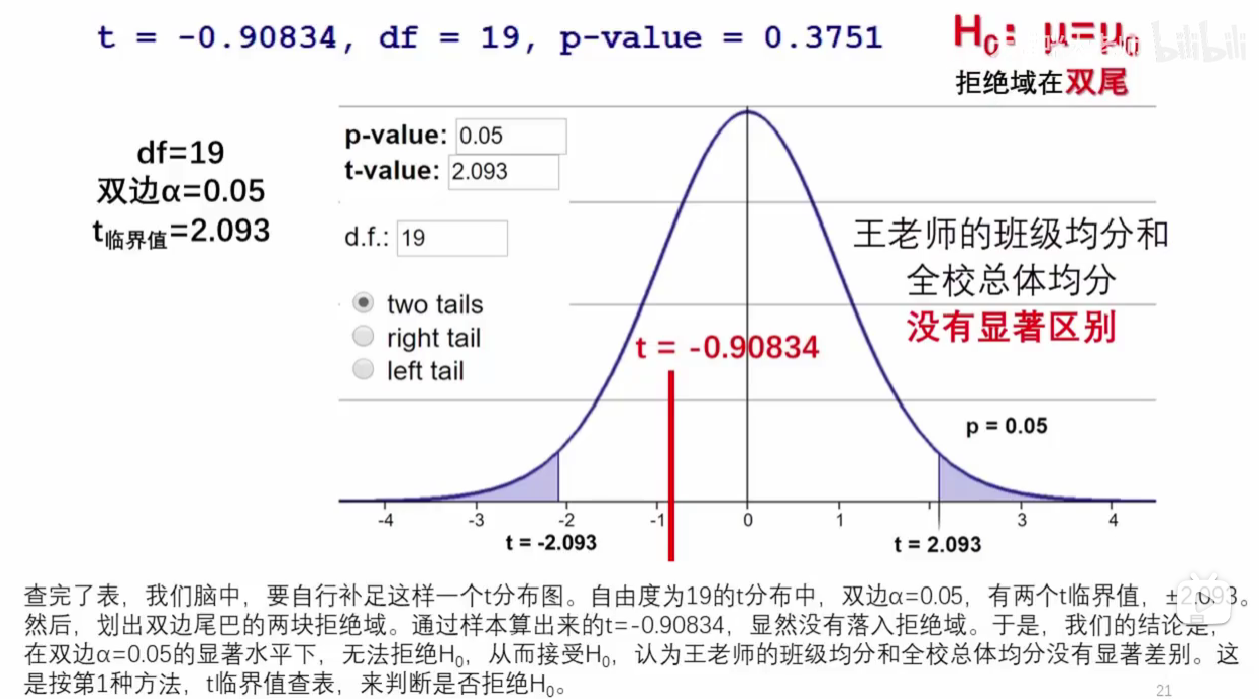 t = -0.90834, df = 19, p-value = 0.3751
H₀: μ=μ₀
bilibili
拒绝域在双尾
df=19
双边α=0.05
t临界值=2.093
p-value: 0.05
t-value: 2.093
d.f.: 19
two tails
right tail
left tail
王老师的班级均分和
全校总体均分
没有显著区别
t = -0.90834
p = 0.05
-4 -3 -2 -1 0 1 3 4
t = -2.093
t = 2.093
查完了表，我们脑中，要自行补足这样一个t分布图。自由度为19的t分布中，双边α=0.05，有两个t临界值，±2.093。
然后，划出双边尾巴的两块拒绝域。通过样本算出来的t=-0.90834，显然没有落入拒绝域。于是，我们的结论是，
在双边α=0.05的显著水平下，无法拒绝H₀，从而接受H₀，认为王老师的班级均分和全校总体均分没有显著差别。这
是按第1种方法，t临界值查表，来判断是否拒绝H₀。
21